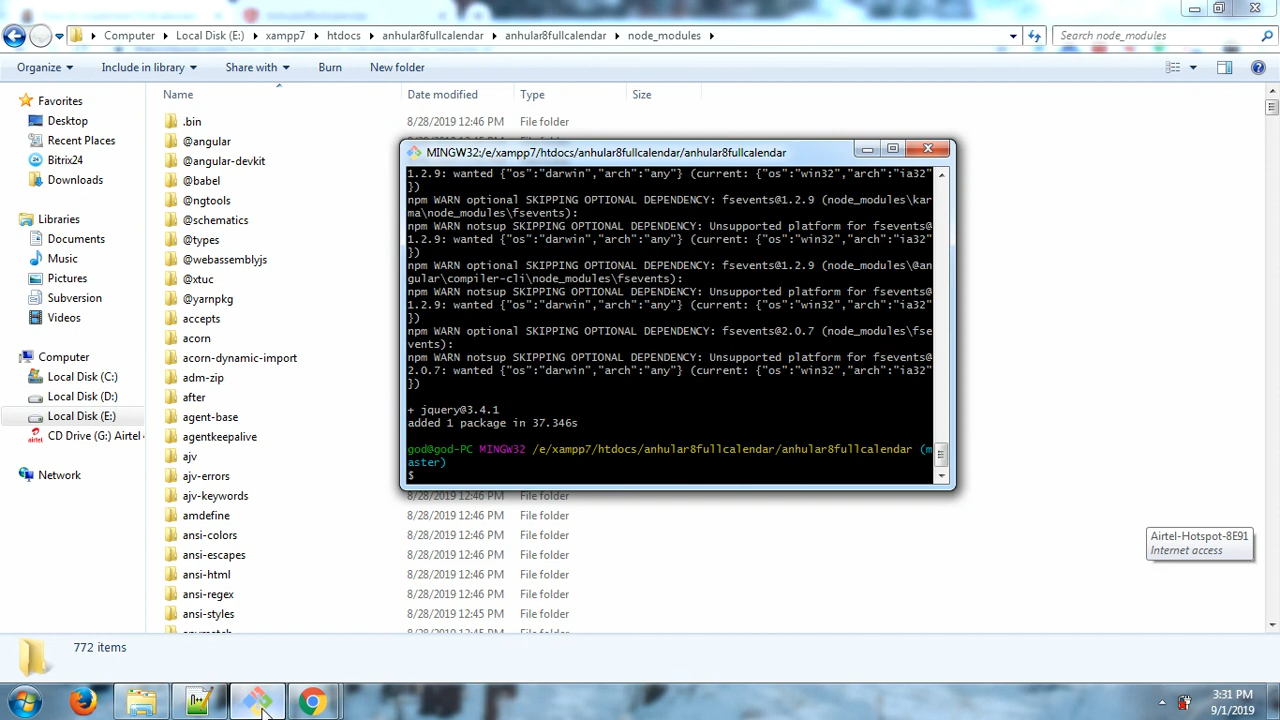 Computer Local Disk (E:) xampp7 htdocs anhular8fullcalendar anhular8fullcalendar node_modules Search node_modules
Organize Include in library Share with Burn New folder
Favorites
Desktop
Recent Places
Bitrix24
Downloads
Libraries
Documents
Music
Pictures
Subversion
Videos
Computer
Local Disk (C:)
Local Disk (D:)
Local Disk (E:)
CD Drive (G:) Airtel
Network
Name Date modified Type Size
.bin 8/28/2019 12:46 PM File folder
@angular
@angular-devkit
@babel
@ngtools
@schematics
@types
@webassemblyjs
@xtuc
@yarnpkg
accepts
acorn
acorn-dynamic-import
adm-zip
after
agent-base
agentkeepalive
ajv
ajv-errors
ajv-keywords 8/28/2019 12:46 PM File folder
amdefine 8/28/2019 12:46 PM File folder
ansi-colors 8/28/2019 12:46 PM File folder
ansi-escapes 8/28/2019 12:46 PM File folder
ansi-html 8/28/2019 12:46 PM File folder
ansi-regex 8/28/2019 12:46 PM File folder
ansi-styles 8/28/2019 12:45 PM File folder
MINGW32:/e/xampp7/htdocs/anhular8fullcalendar/anhular8fullcalendar
1.2.9: wanted {"os":"darwin","arch":"any"} (current: {"os":"win32","arch":"ia32"
})
npm WARN optional SKIPPING OPTIONAL DEPENDENCY: fsevents@1.2.9 (node_modules\kar
ma\node_modules\fsevents):
npm WARN notsup SKIPPING OPTIONAL DEPENDENCY: Unsupported platform for fsevents@
1.2.9: wanted {"os":"darwin","arch":"any"} (current: {"os":"win32","arch":"ia32"
})
npm WARN optional SKIPPING OPTIONAL DEPENDENCY: fsevents@1.2.9 (node_modules\@an
gular\compiler-cli\node_modules\fsevents):
npm WARN notsup SKIPPING OPTIONAL DEPENDENCY: Unsupported platform for fsevents@
1.2.9: wanted {"os":"darwin","arch":"any"} (current: {"os":"win32","arch":"ia32"
})
npm WARN optional SKIPPING OPTIONAL DEPENDENCY: fsevents@2.0.7 (node_modules\fse
vents):
npm WARN notsup SKIPPING OPTIONAL DEPENDENCY: Unsupported platform for fsevents@
2.0.7: wanted {"os":"darwin","arch":"any"} (current: {"os":"win32","arch":"ia32"
})
+ jquery@3.4.1
added 1 package in 37.346s
god@god-PC MINGW32 /e/xampp7/htdocs/anhular8fullcalendar/anhular8fullcalendar (m
aster)
$
Airtel-Hotspot-8E91
Internet access
772 items
3:31 PM
9/1/2019